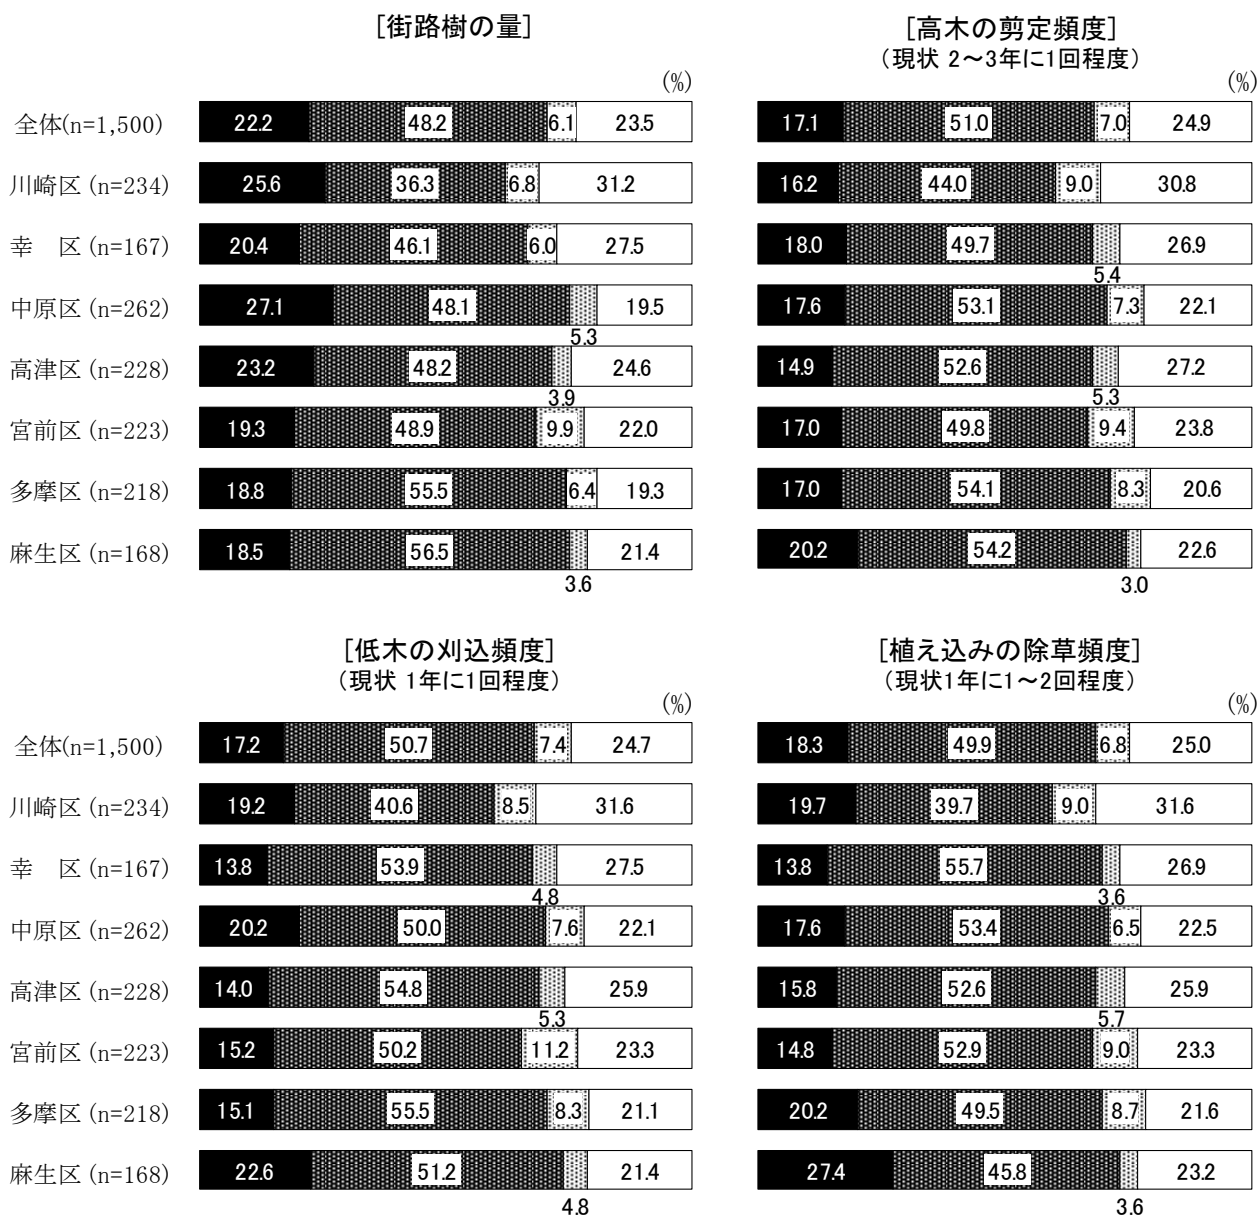 [街路樹の量]
(%)
全体(n=1,500) 22.2 48.2 6.1 23.5
川崎区 (n=234) 25.6 36.3 6.8 31.2
幸　区 (n=167) 20.4 46.1 6.0 27.5
中原区 (n=262) 27.1 48.1 5.3 19.5
高津区 (n=228) 23.2 48.2 3.9 24.6
宮前区 (n=223) 19.3 48.9 9.9 22.0
多摩区 (n=218) 18.8 55.5 6.4 19.3
麻生区 (n=168) 18.5 56.5 3.6 21.4
[高木の剪定頻度]
（現状 2～3年に1回程度）
(%)
17.1 51.0 7.0 24.9
16.2 44.0 9.0 30.8
18.0 49.7 5.4 26.9
17.6 53.1 7.3 22.1
14.9 52.6 5.3 27.2
17.0 49.8 9.4 23.8
17.0 54.1 8.3 20.6
20.2 54.2 3.0 22.6
[低木の刈込頻度]
（現状 1年に1回程度）
(%)
全体(n=1,500) 17.2 50.7 7.4 24.7
川崎区 (n=234) 19.2 40.6 8.5 31.6
幸　区 (n=167) 13.8 53.9 4.8 27.5
中原区 (n=262) 20.2 50.0 7.6 22.1
高津区 (n=228) 14.0 54.8 5.3 25.9
宮前区 (n=223) 15.2 50.2 11.2 23.3
多摩区 (n=218) 15.1 55.5 8.3 21.1
麻生区 (n=168) 22.6 51.2 4.8 21.4
[植え込みの除草頻度]
（現状1年に1～2回程度）
(%)
18.3 49.9 6.8 25.0
19.7 39.7 9.0 31.6
13.8 55.7 3.6 26.9
17.6 53.4 6.5 22.5
15.8 52.6 5.7 25.9
14.8 52.9 9.0 23.3
20.2 49.5 8.7 21.6
27.4 45.8 3.6 23.2